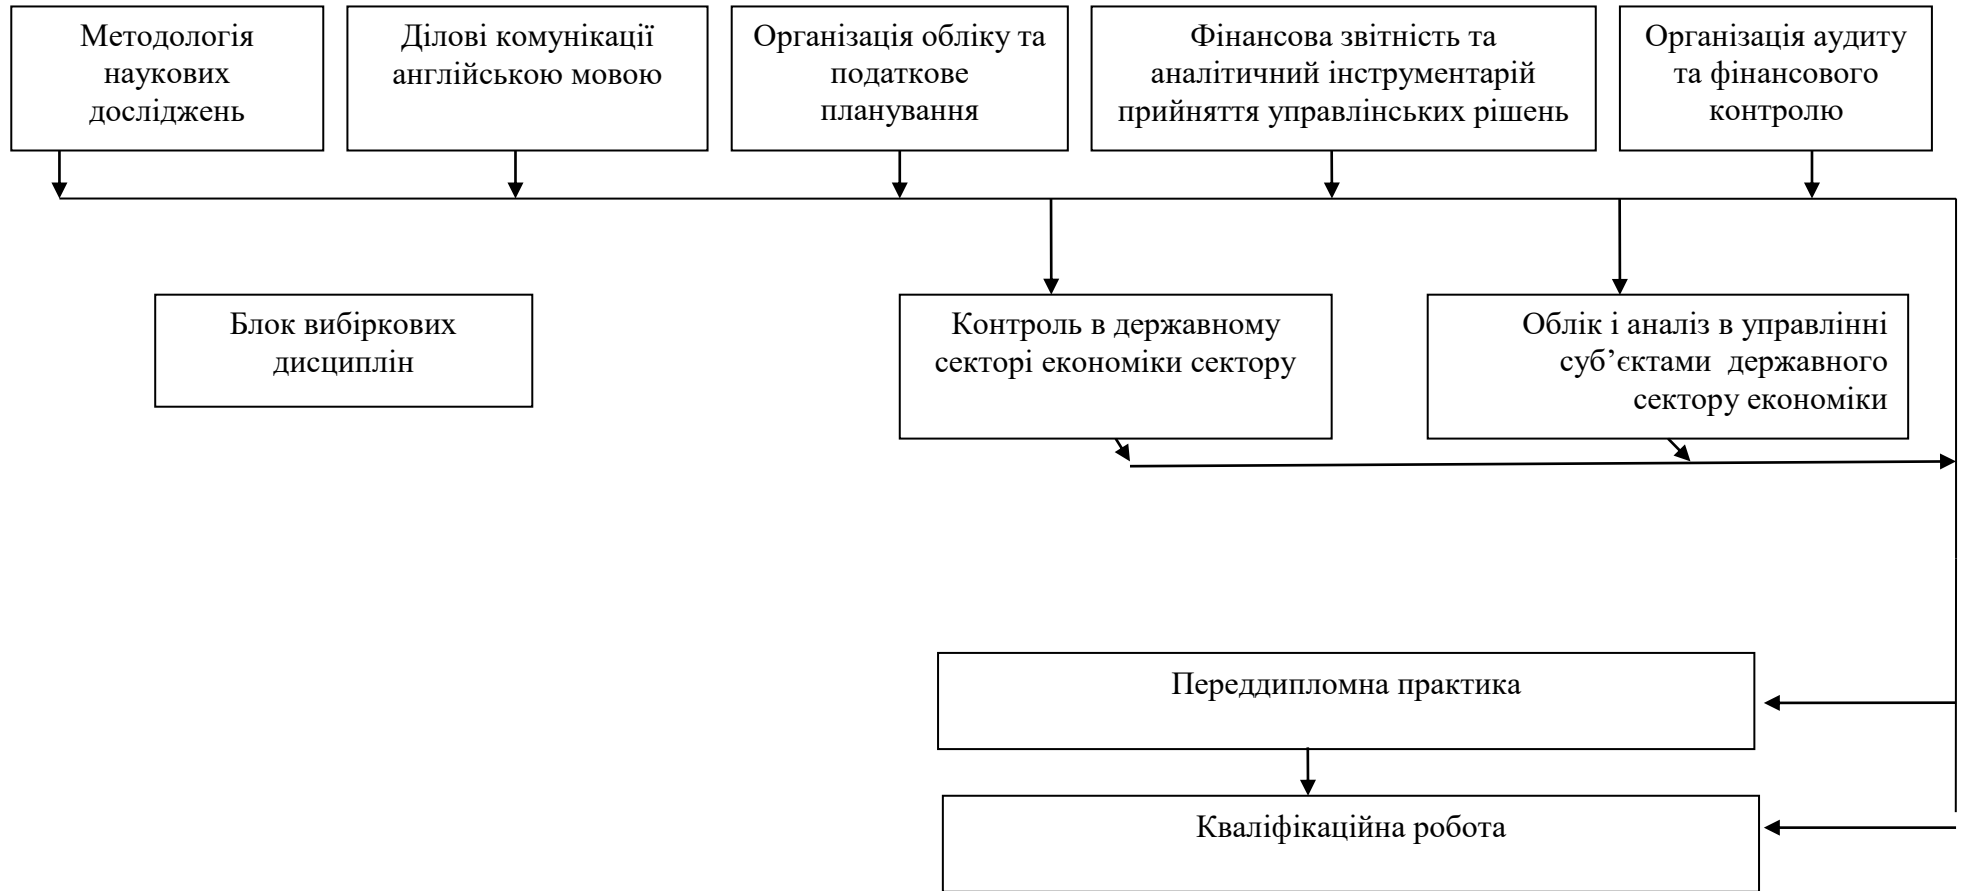 Методологія
наукових
досліджень
Ділові комунікації
англійською мовою
Організація обліку та
податкове
планування
Фінансова звітність та
аналітичний інструментарій
прийняття управлінських рішень
Організація аудиту
та фінансового
контролю
Блок вибіркових
дисциплін
Контроль в державному
секторі економіки сектору
Облік і аналіз в управлінні
суб’єктами державного
сектору економіки
Переддипломна практика
Кваліфікаційна робота